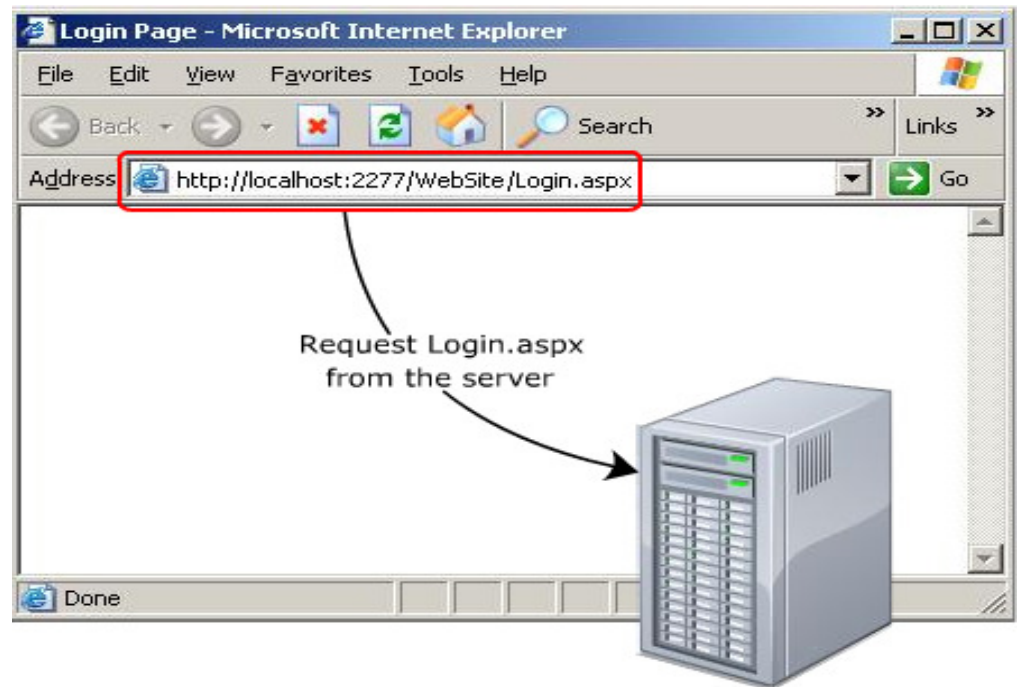 Login Page - Microsoft Internet Explorer
File Edit View Favorites Tools Help
Back Search » Links »
Address http://localhost:2277/WebSite/Login.aspx Go
Request Login.aspx
from the server
Done